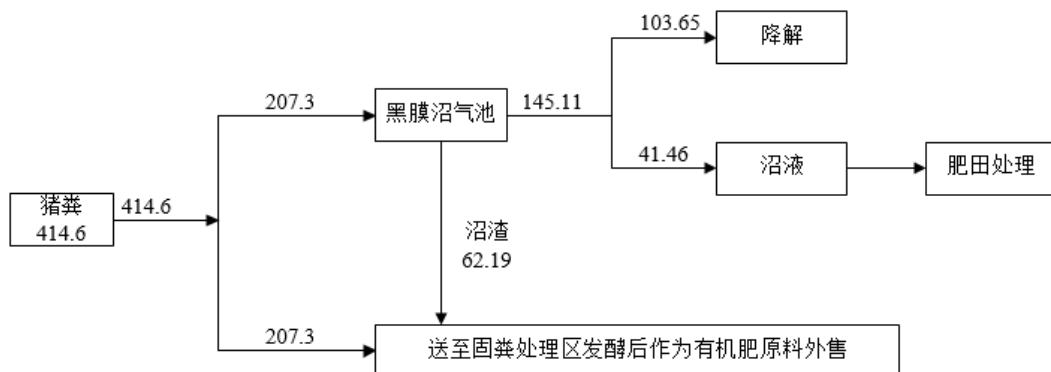 103.65
降解
207.3
黑膜沼气池
145.11
41.46
沼液
肥田处理
猪粪
414.6
414.6
沼渣
62.19
207.3
送至固粪处理区发酵后作为有机肥原料外售